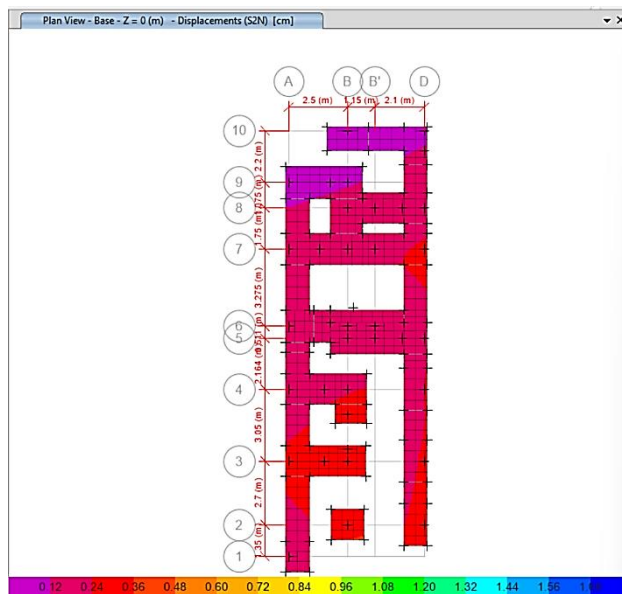 Plan View - Base - Z = 0 (m) - Displacements (S2N) [cm]
A B B' D
2.5 (m) 1.15 (m) 2.1 (m)
10
2.2 (m)
9
8
1.75 (m)
7
3.275 (m)
6
5
2.164 (m)
4
3.05 (m)
3
2.7 (m)
2
1.35 (m)
1
0.12 0.24 0.36 0.48 0.60 0.72 0.84 0.96 1.08 1.20 1.32 1.44 1.56